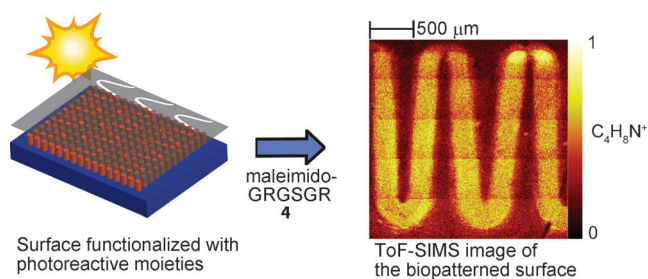 500 μm
1
C₄H₈N⁺
0
maleimido-
GRGSGR
4
Surface functionalized with
photoreactive moieties
ToF-SIMS image of
the biopatterned surface